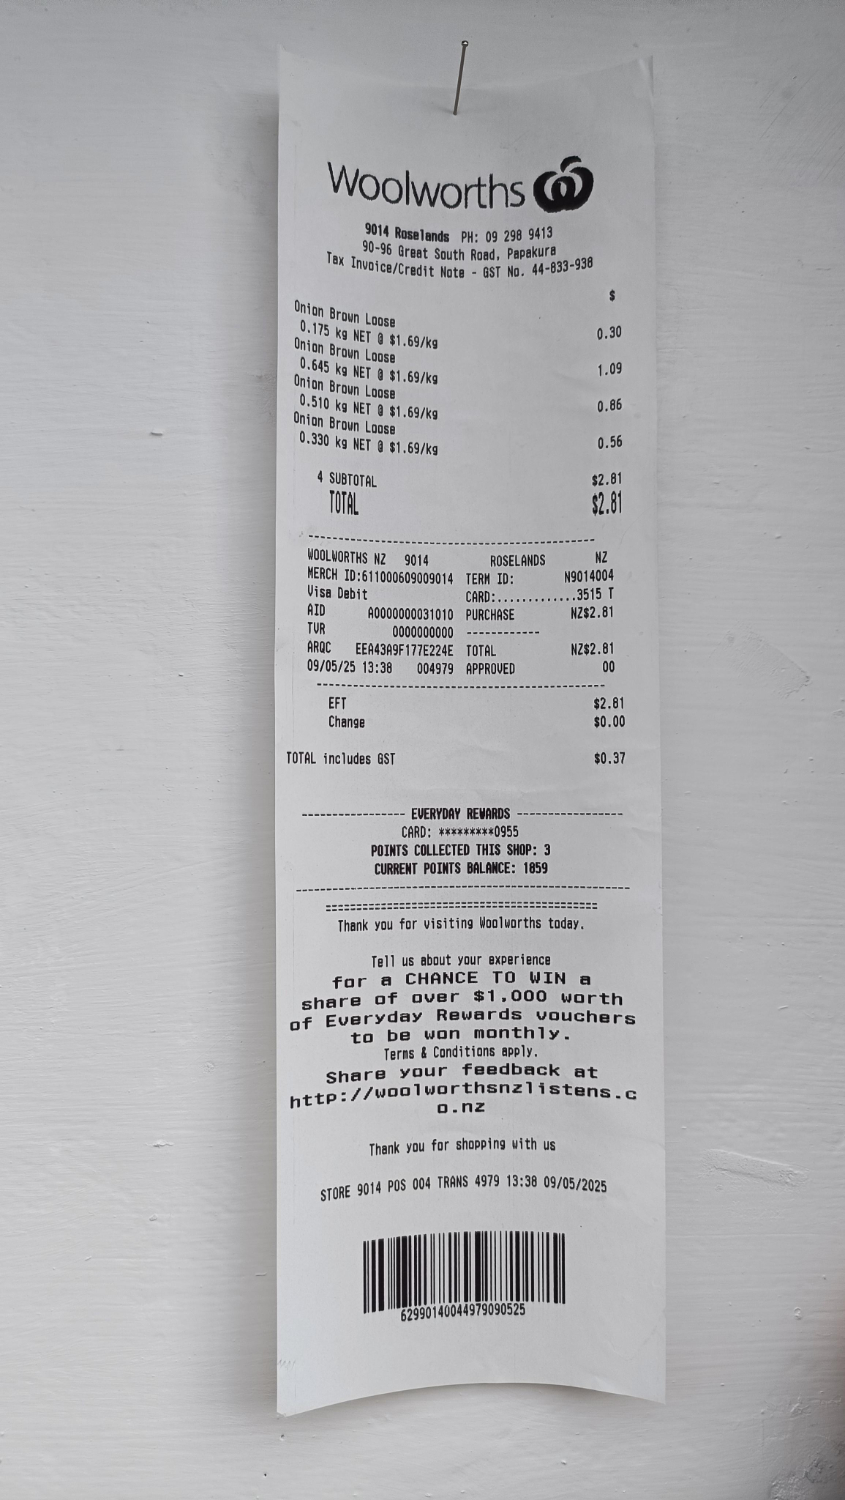 Woolworths
9014 Roselands PH: 09 298 9413
90-96 Great South Road, Papakura
Tax Invoice/Credit Note - GST No. 44-833-938
$
Onion Brown Loose
0.175 kg NET @ $1.69/kg 0.30
Onion Brown Loose
0.645 kg NET @ $1.69/kg 1.09
Onion Brown Loose
0.510 kg NET @ $1.69/kg 0.86
Onion Brown Loose
0.330 kg NET @ $1.69/kg 0.56
4 SUBTOTAL $2.81
TOTAL $2.81
--------------------------------------------
WOOLWORTHS NZ 9014 ROSELANDS NZ
MERCH ID:611000609009014 TERM ID: N9014004
Visa Debit CARD:.............3515 T
AID A0000000031010 PURCHASE NZ$2.81
TVR 0000000000 ------------
ARQC EEA43A9F177E224E TOTAL NZ$2.81
09/05/25 13:38 004979 APPROVED 00
--------------------------------------------
EFT $2.81
Change $0.00
TOTAL includes GST $0.37
----------------- EVERYDAY REWARDS -----------------
CARD: *********0955
POINTS COLLECTED THIS SHOP: 3
CURRENT POINTS BALANCE: 1859
-------------------------------------------------------
=============================================
Thank you for visiting Woolworths today.
Tell us about your experience
for a CHANCE TO WIN a
share of over $1,000 worth
of Everyday Rewards vouchers
to be won monthly.
Terms & Conditions apply.
Share your feedback at
http://woolworthsnzlistens.c
o.nz
Thank you for shopping with us
STORE 9014 POS 004 TRANS 4979 13:38 09/05/2025
62990140044979090525